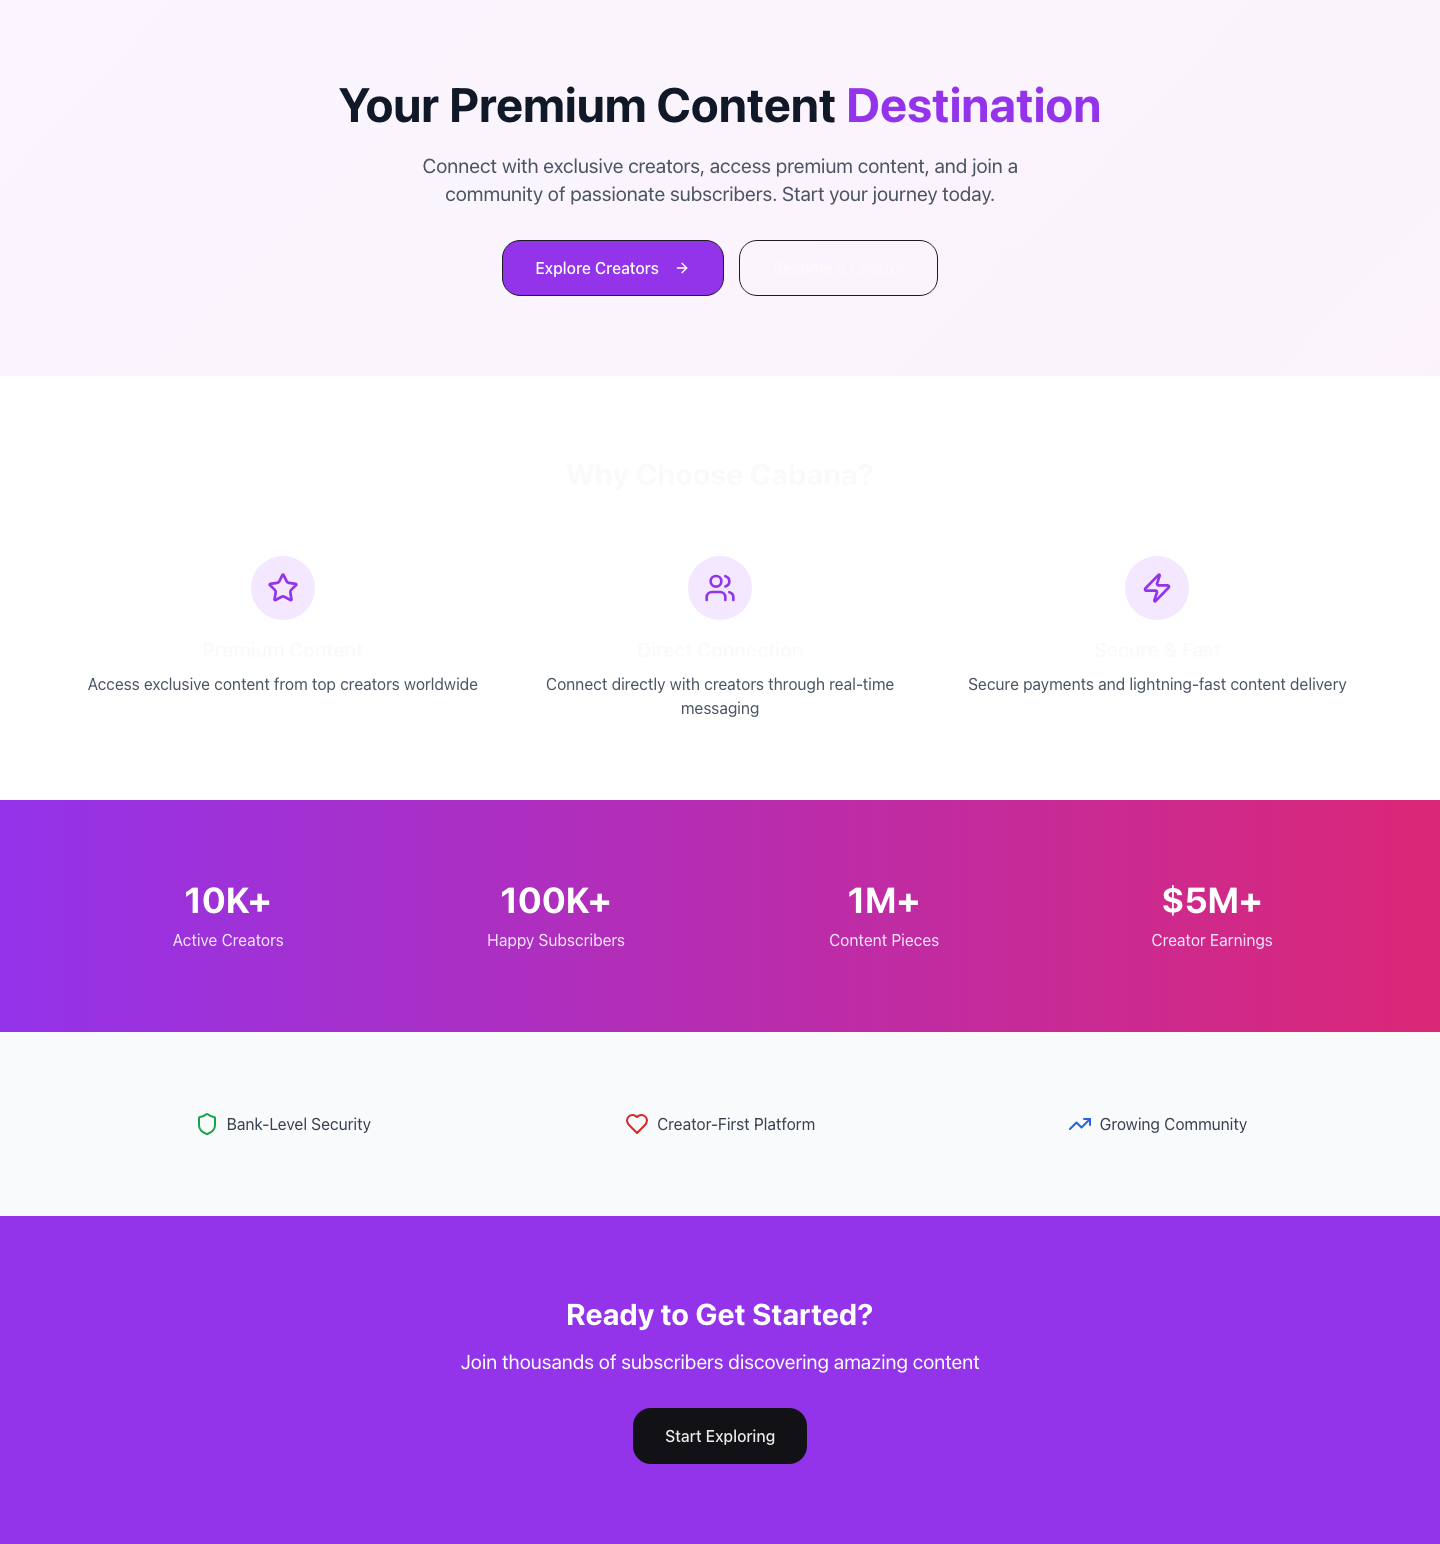 Your Premium Content Destination
Connect with exclusive creators, access premium content, and join a
community of passionate subscribers. Start your journey today.
Explore Creators
Become a Creator
Why Choose Cabana?
Premium Content
Direct Connection
Secure & Fast
Access exclusive content from top creators worldwide
Connect directly with creators through real-time
messaging
Secure payments and lightning-fast content delivery
10K+
100K+
1M+
$5M+
Active Creators
Happy Subscribers
Content Pieces
Creator Earnings
Bank-Level Security
Creator-First Platform
Growing Community
Ready to Get Started?
Join thousands of subscribers discovering amazing content
Start Exploring